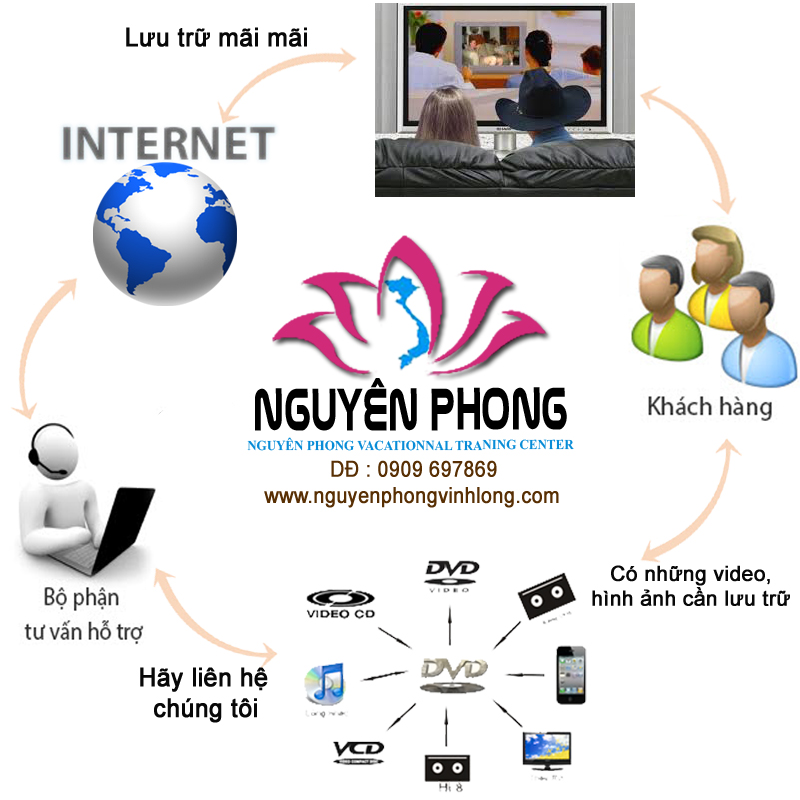 Lưu trữ mãi mãi
INTERNET
NGUYÊN PHONG
NGUYÊN PHONG VACATIONNAL TRANING CENTER
DĐ : 0909 697869
www.nguyenphongvinhlong.com
Khách hàng
Có những video,
hình ảnh cần lưu trữ
Bộ phận
tư vấn hỗ trợ
Hãy liên hệ
chúng tôi
DVD
VIDEO
VIDEO CD
DVD
VCD
Hi 8